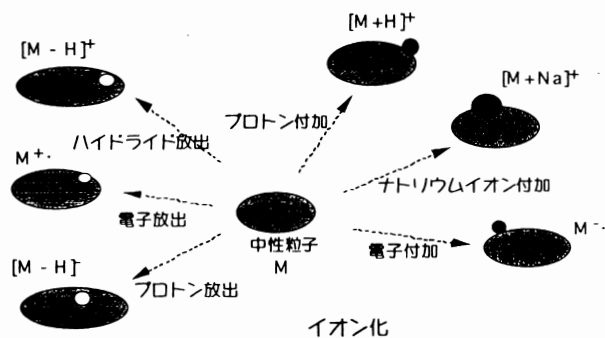 [M - H]⁺
[M + H]⁺
[M + Na]⁺
プロトン付加
ハイドライド放出
M⁺·
ナトリウムイオン付加
電子放出
中性粒子
M
電子付加
M⁻·
[M - H]⁻
プロトン放出
イオン化